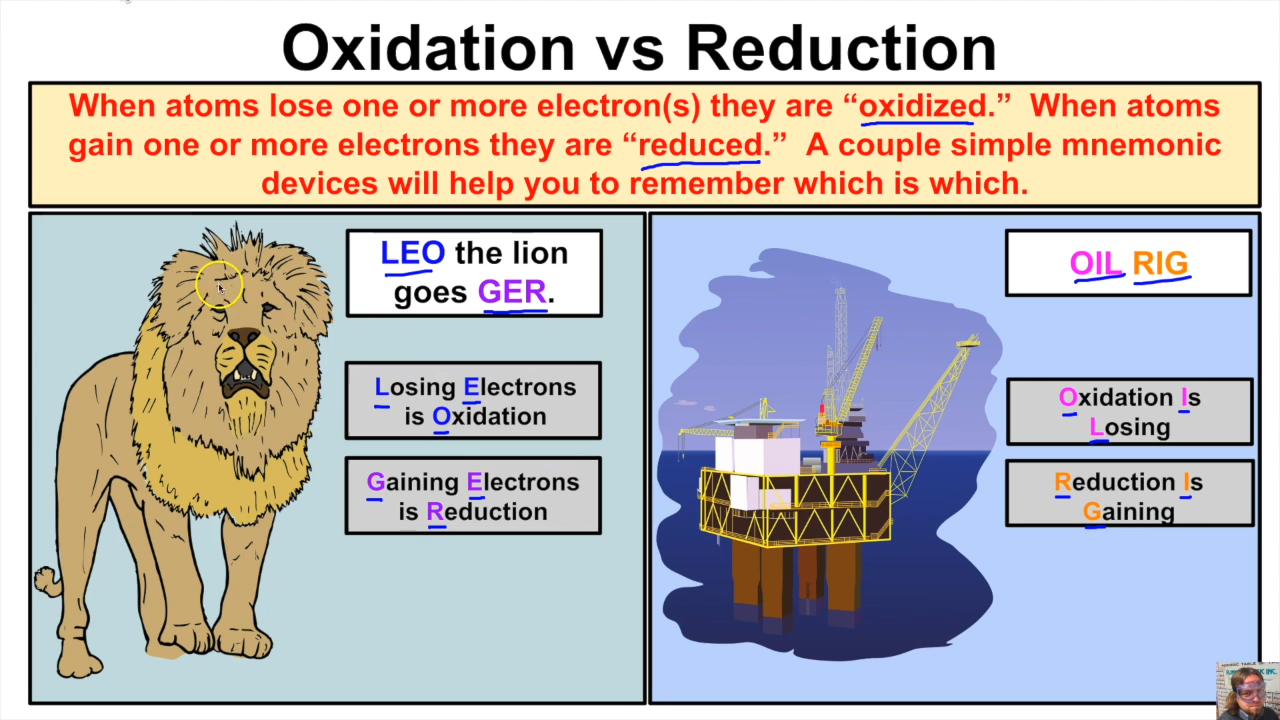 Oxidation vs Reduction
When atoms lose one or more electron(s) they are “oxidized.” When atoms
gain one or more electrons they are “reduced.” A couple simple mnemonic
devices will help you to remember which is which.
LEO the lion
goes GER.
Losing Electrons
is Oxidation
Gaining Electrons
is Reduction
OIL RIG
Oxidation Is
Losing
Reduction Is
Gaining